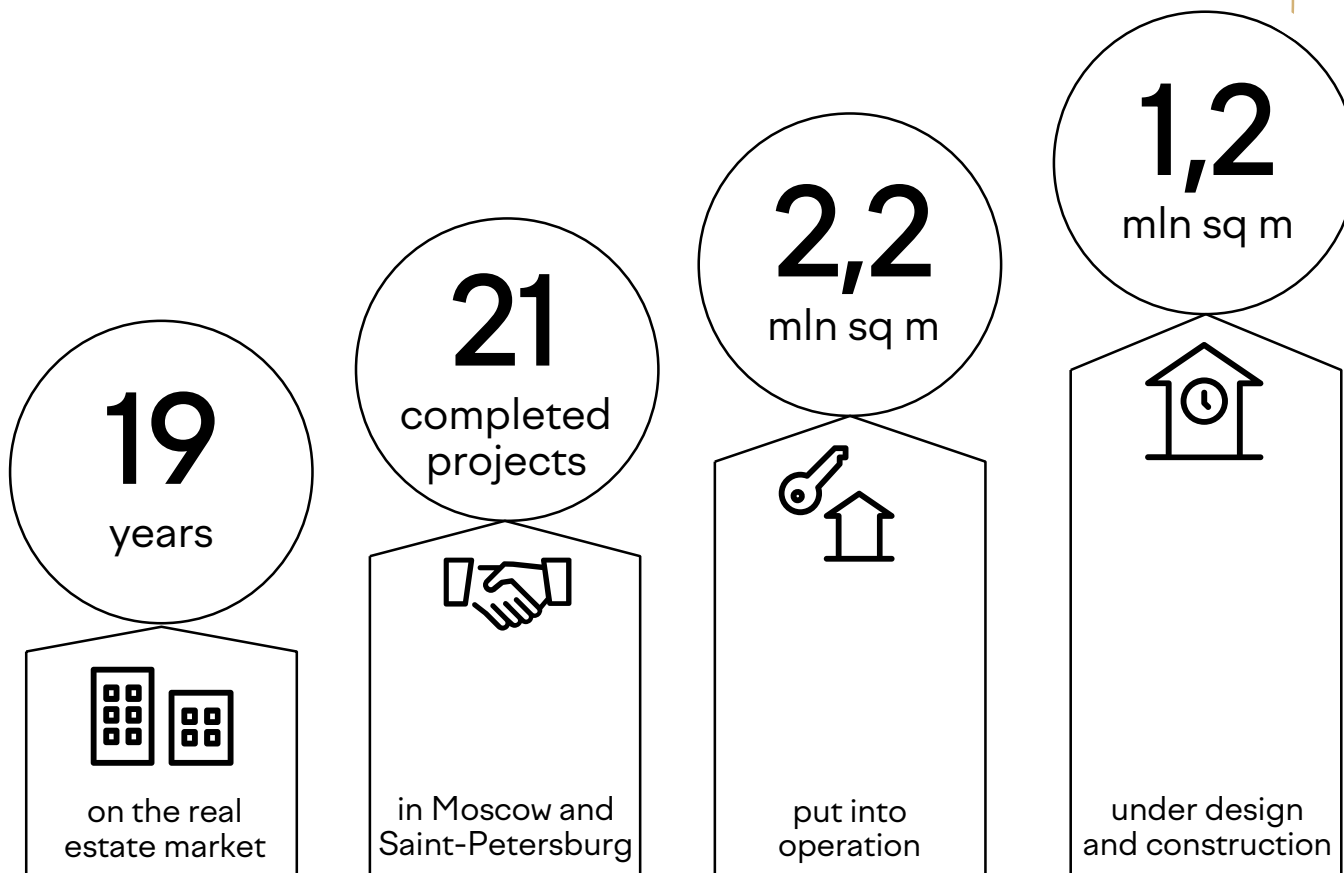 19
years
on the real
estate market
21
completed
projects
in Moscow and
Saint-Petersburg
2,2
mln sq m
put into
operation
1,2
mln sq m
under design
and construction